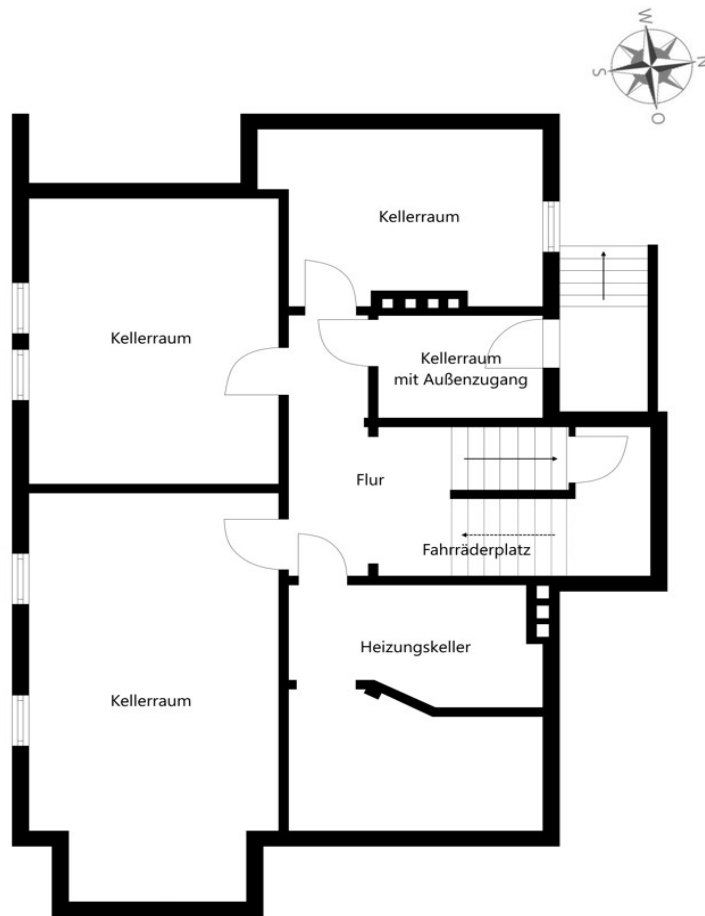 W
S
N
O
Kellerraum
Kellerraum
Kellerraum
mit Außenzugang
Flur
Fahrräderplatz
Heizungskeller
Kellerraum